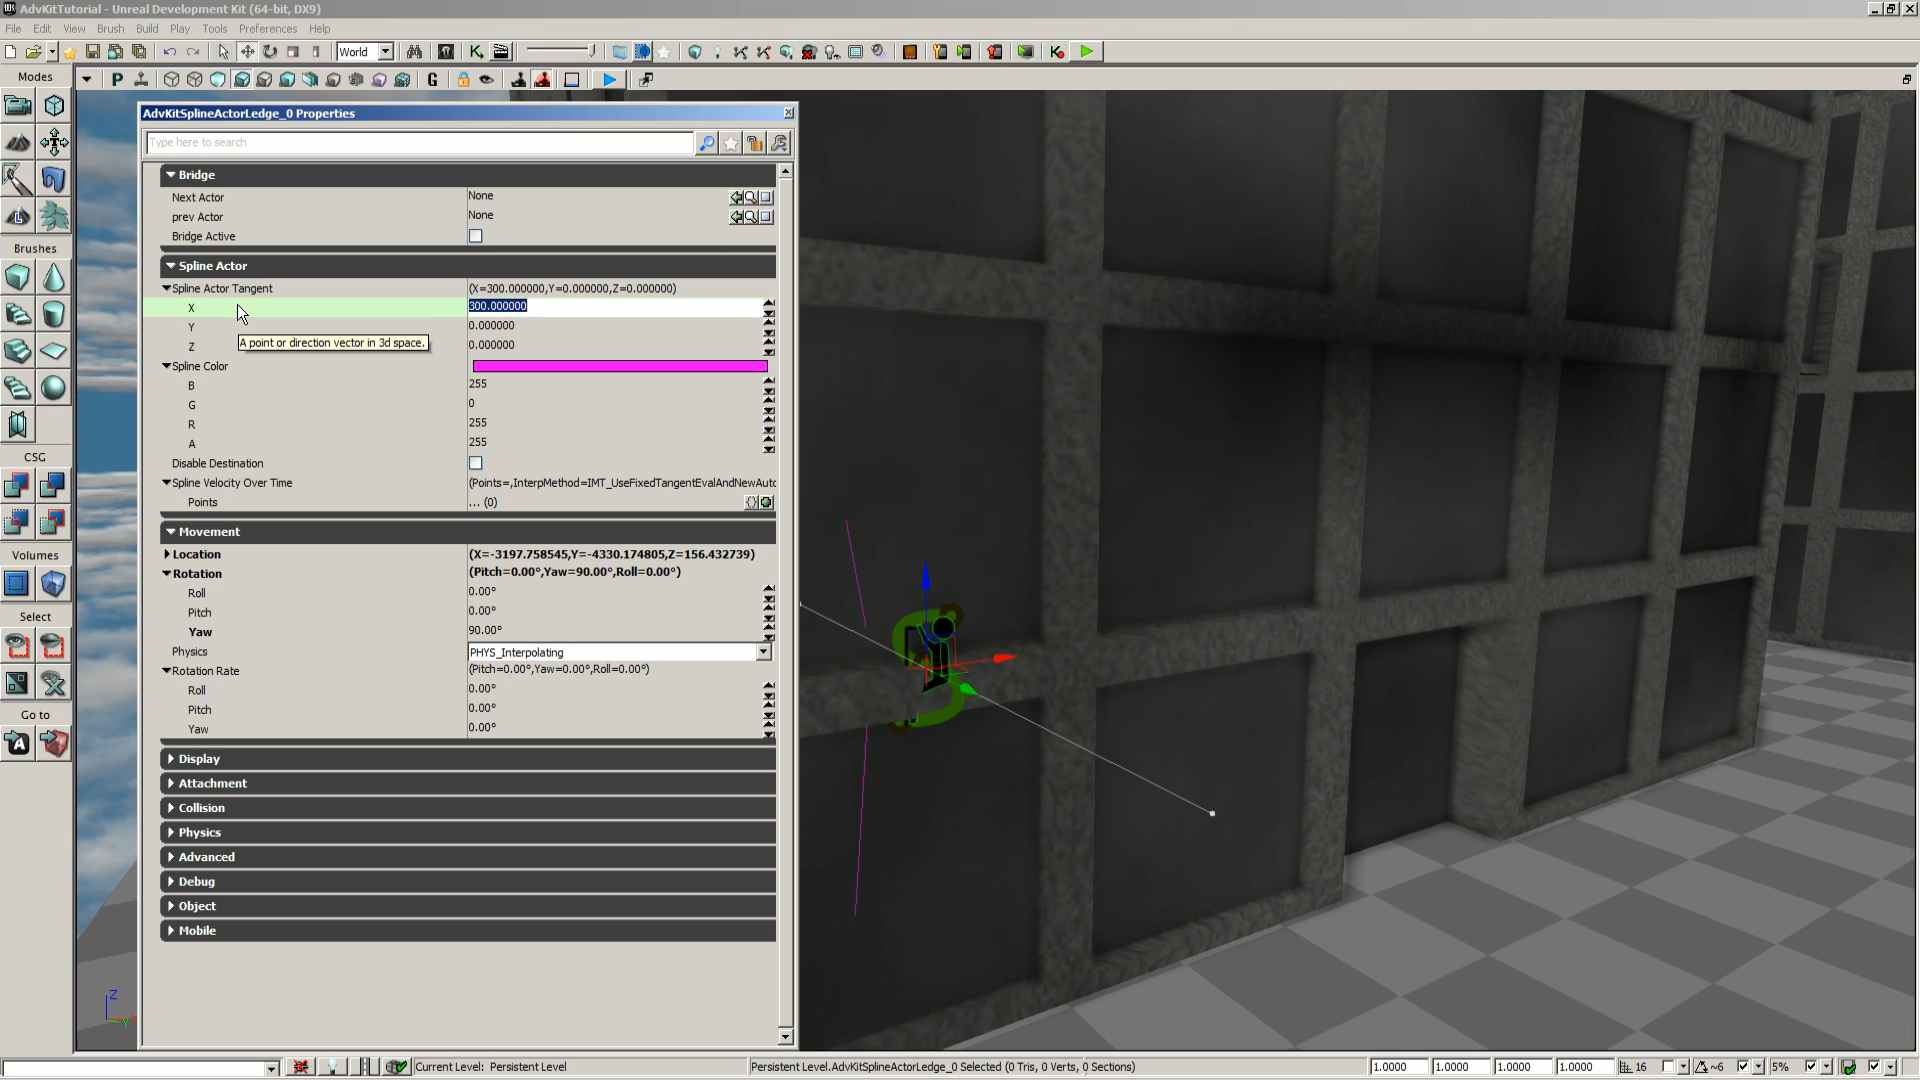 AdvKitTutorial - Unreal Development Kit (64-bit, DX9)
File Edit View Brush Build Play Tools Preferences Help
World
Modes
P
G
AdvKitSplineActorLedge_0 Properties
Type here to search
Bridge
Next Actor None
prev Actor None
Bridge Active
Brushes
Spline Actor
Spline Actor Tangent (X=300.000000,Y=0.000000,Z=0.000000)
X 300.000000
Y 0.000000
Z 0.000000
A point or direction vector in 3d space.
Spline Color
B 255
G 0
R 255
A 255
CSG
Disable Destination
Spline Velocity Over Time (Points=,InterpMethod=IMT_UseFixedTangentEvalAndNewAuto
Points ... (0)
Movement
Volumes
Location (X=-3197.758545,Y=-4330.174805,Z=156.432739)
Rotation (Pitch=0.00°,Yaw=90.00°,Roll=0.00°)
Roll 0.00°
Pitch 0.00°
Yaw 90.00°
Select
Physics PHYS_Interpolating
Rotation Rate (Pitch=0.00°,Yaw=0.00°,Roll=0.00°)
Roll 0.00°
Pitch 0.00°
Yaw 0.00°
Go to
Display
Attachment
Collision
Physics
Advanced
Debug
Object
Mobile
Z
Y
Current Level: Persistent Level
Persistent Level.AdvKitSplineActorLedge_0 Selected (0 Tris, 0 Verts, 0 Sections)
1.0000 1.0000 1.0000 1.0000 16 ~6 5%